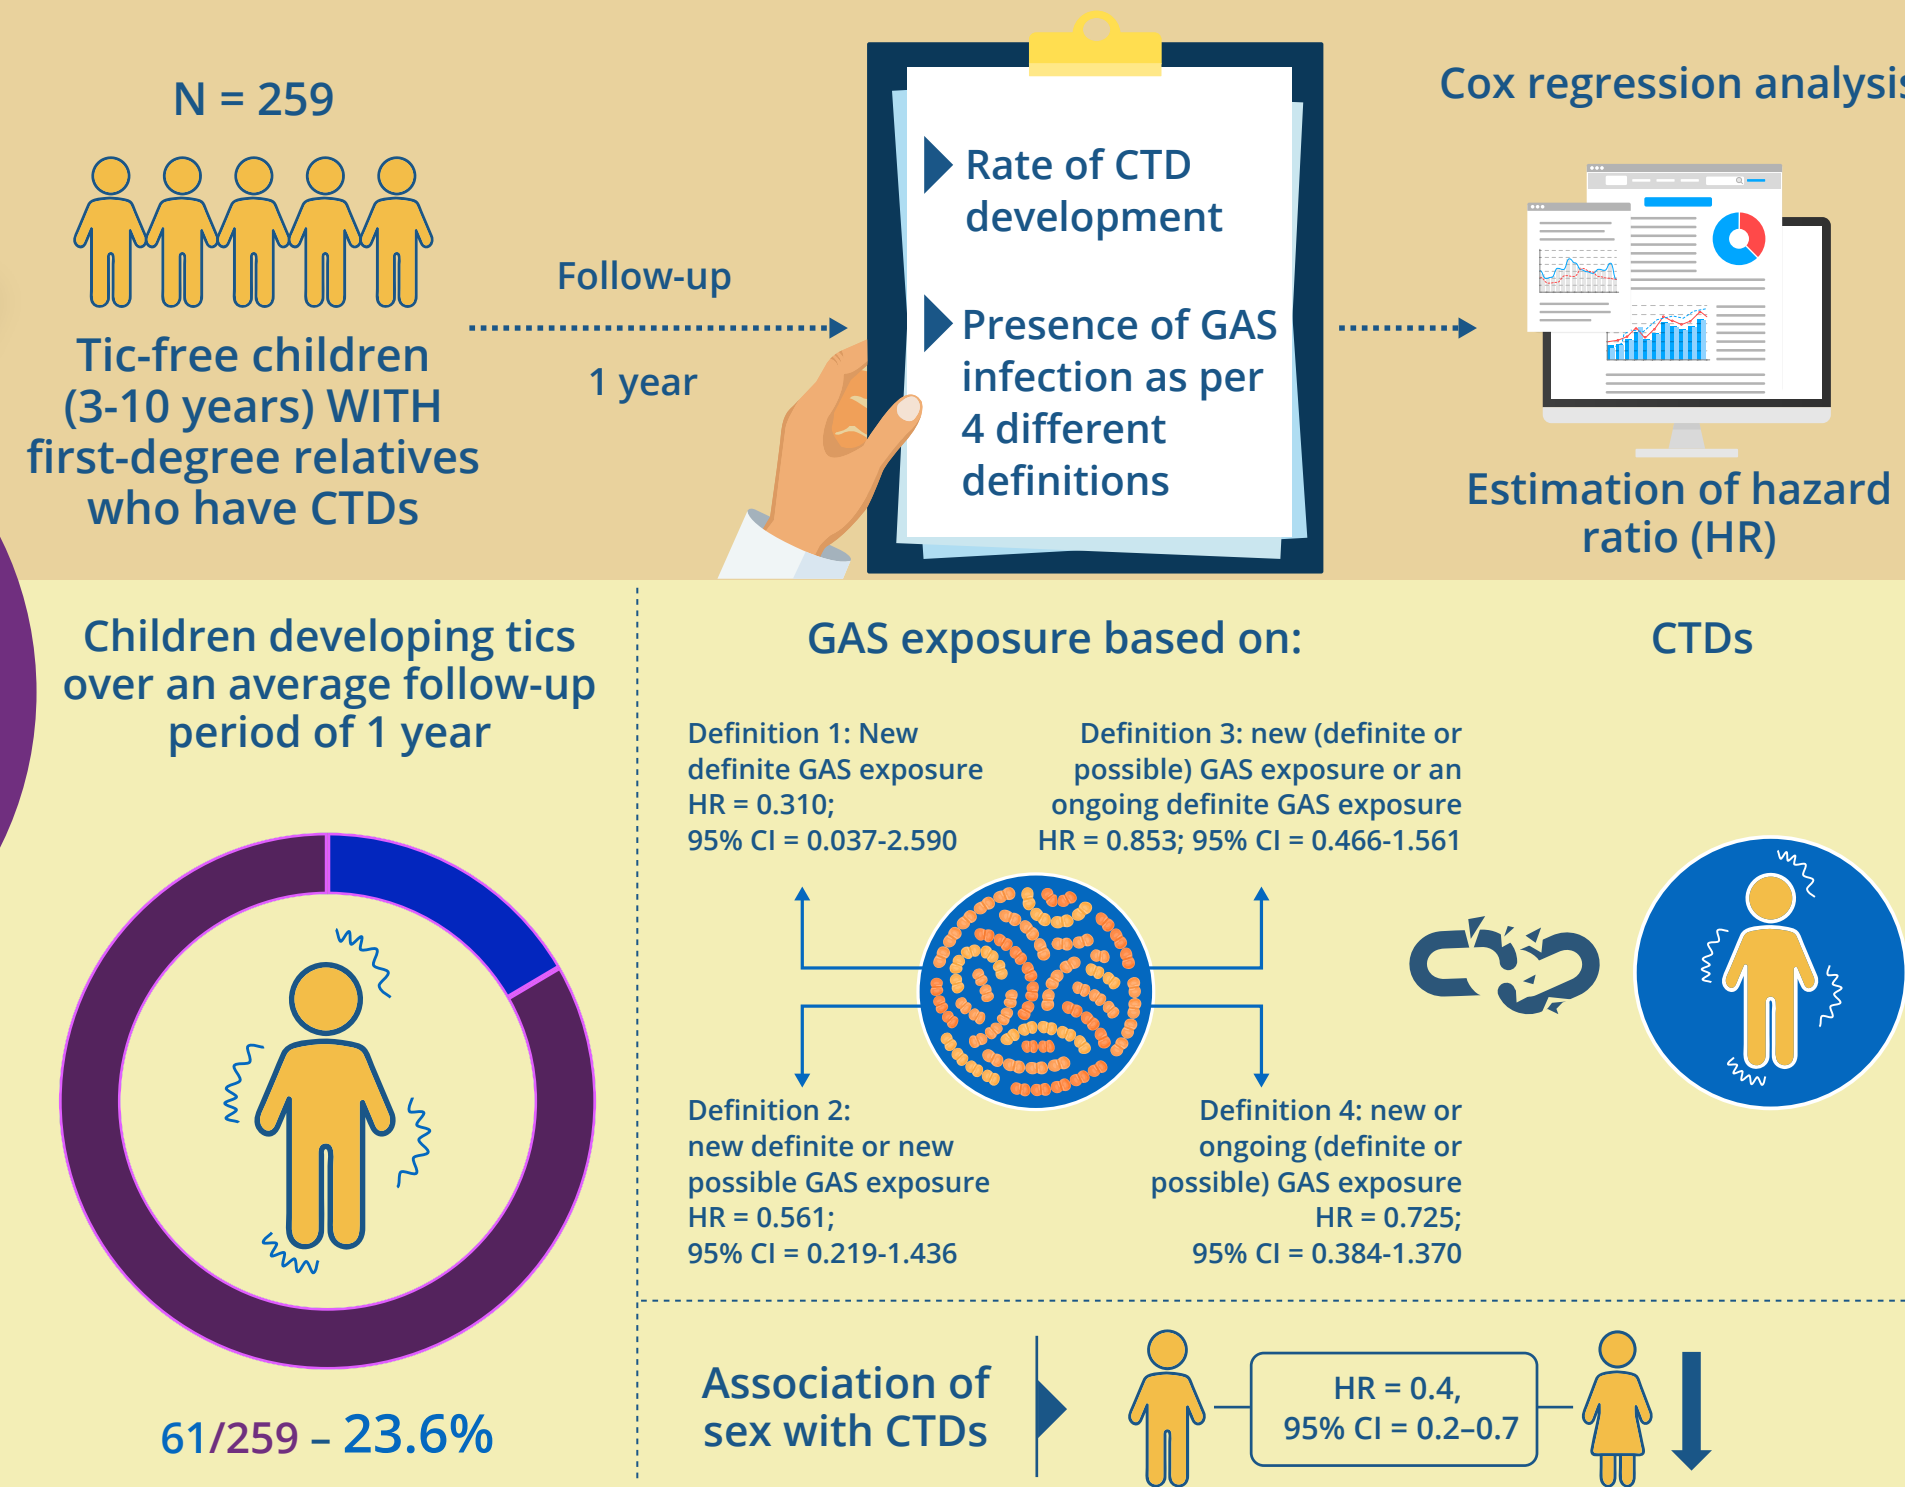 N = 259
Tic-free children
(3-10 years) WITH
first-degree relatives
who have CTDs
Follow-up
1 year
Rate of CTD
development
Presence of GAS
infection as per
4 different
definitions
Cox regression analysis
Estimation of hazard
ratio (HR)
Children developing tics
over an average follow-up
period of 1 year
61/259 – 23.6%
GAS exposure based on:
Definition 1: New
definite GAS exposure
HR = 0.310;
95% CI = 0.037-2.590
Definition 3: new (definite or
possible) GAS exposure or an
ongoing definite GAS exposure
HR = 0.853; 95% CI = 0.466-1.561
Definition 2:
new definite or new
possible GAS exposure
HR = 0.561;
95% CI = 0.219-1.436
Definition 4: new or
ongoing (definite or
possible) GAS exposure
HR = 0.725;
95% CI = 0.384-1.370
CTDs
Association of
sex with CTDs
HR = 0.4,
95% CI = 0.2–0.7